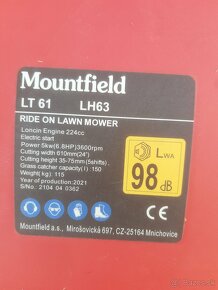 Mountfield
LT 61 LH63
RIDE ON LAWN MOWER
Loncin Engine 224cc
Electric start
Power 5kw(6.8HP)3600rpm
Cutting width 610mm(24")
Cutting height 35-75mm(5shifts)
Grass catcher capacity(l) : 150
Weight (kg) : 115
Year of production :2021
S/No: 2104 04 0362
LWA
98 dB
CE
Mountfield a.s., Mirošovická 697, CZ-25164 Mnichovice